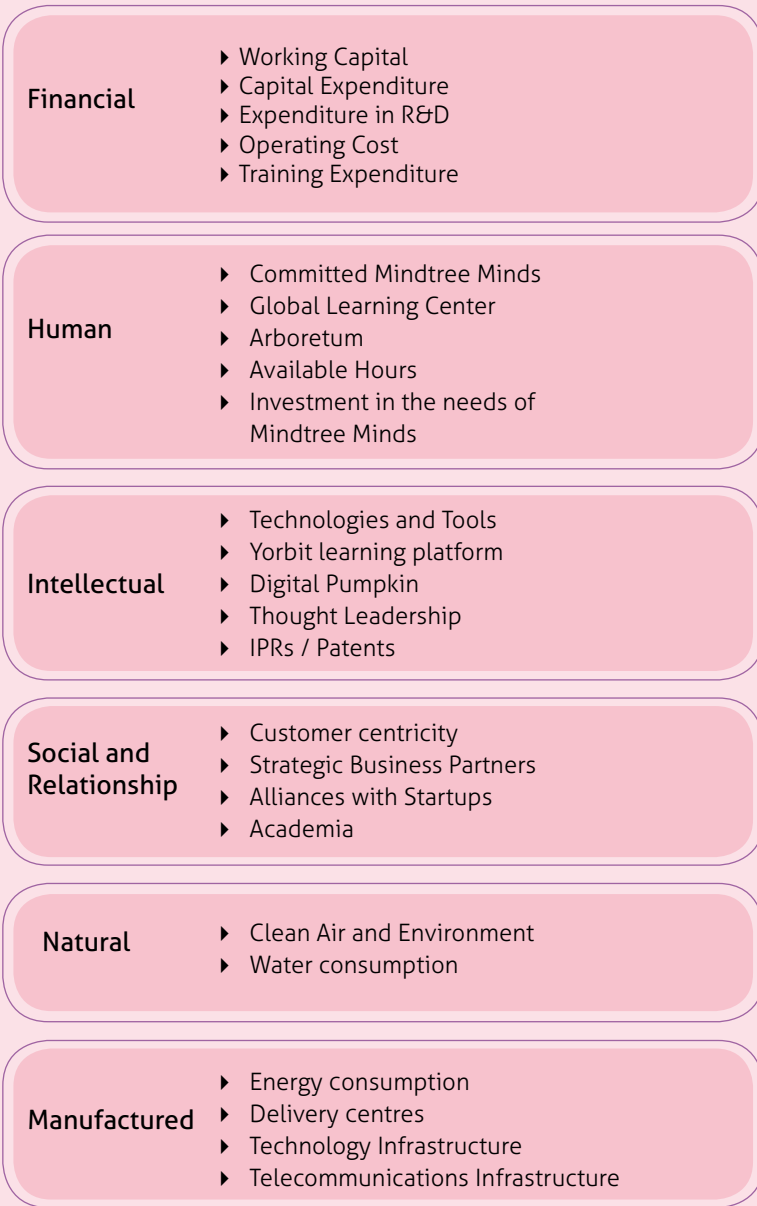 Financial
‣ Working Capital
‣ Capital Expenditure
‣ Expenditure in R&D
‣ Operating Cost
‣ Training Expenditure
Human
‣ Committed Mindtree Minds
‣ Global Learning Center
‣ Arboretum
‣ Available Hours
‣ Investment in the needs of
Mindtree Minds
Intellectual
‣ Technologies and Tools
‣ Yorbit learning platform
‣ Digital Pumpkin
‣ Thought Leadership
‣ IPRs / Patents
Social and
Relationship
‣ Customer centricity
‣ Strategic Business Partners
‣ Alliances with Startups
‣ Academia
Natural
‣ Clean Air and Environment
‣ Water consumption
Manufactured
‣ Energy consumption
‣ Delivery centres
‣ Technology Infrastructure
‣ Telecommunications Infrastructure